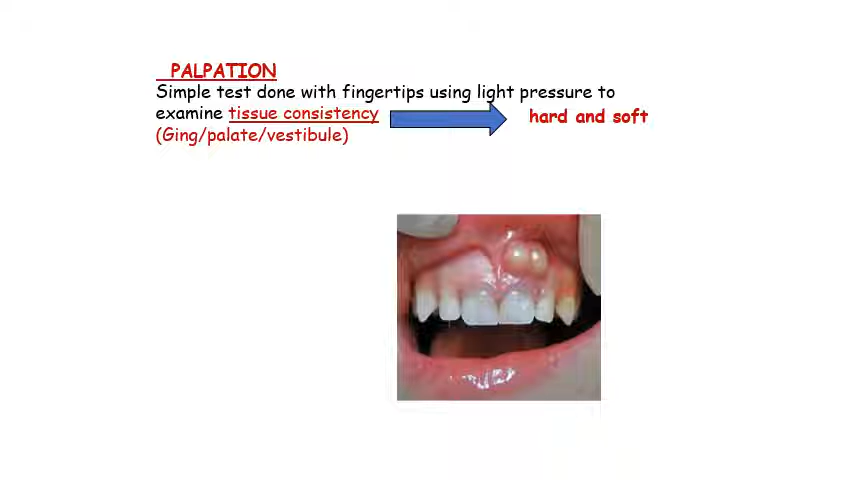 PALPATION
Simple test done with fingertips using light pressure to
examine tissue consistency hard and soft
(Ging/palate/vestibule)